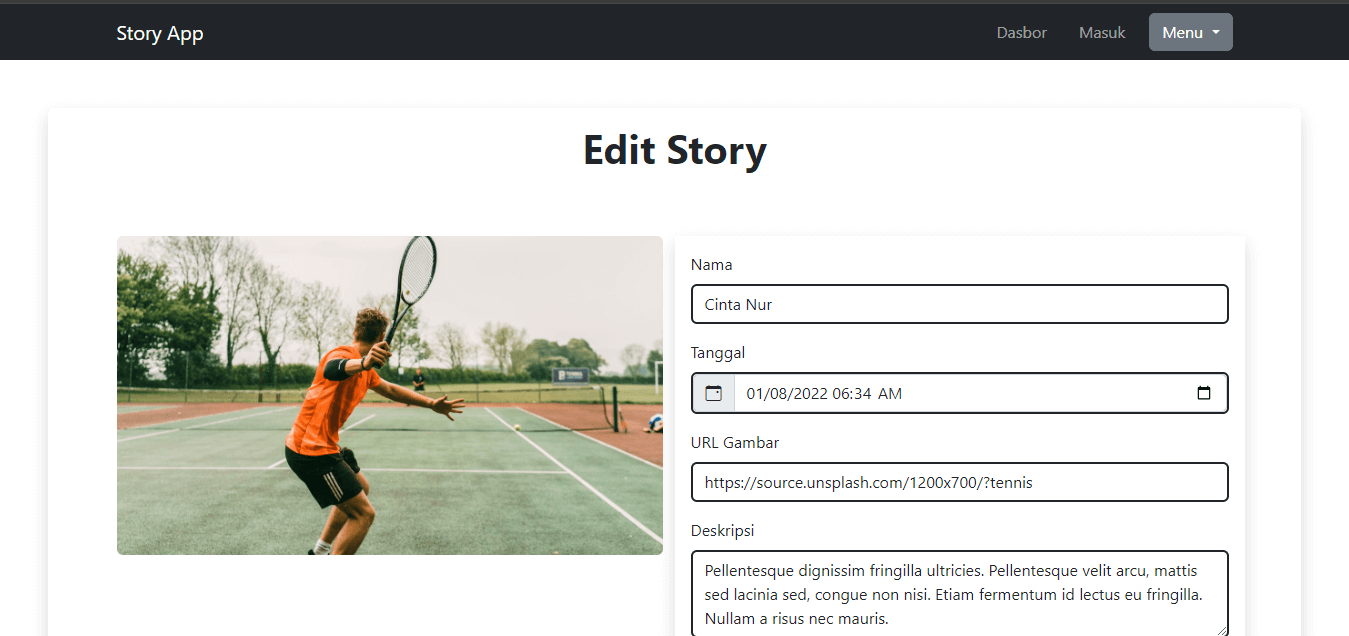 Story App
Dasbor
Masuk
Menu
Edit Story
Nama
Cinta Nur
Tanggal
01/08/2022 06:34 AM
URL Gambar
https://source.unsplash.com/1200x700/?tennis
Deskripsi
Pellentesque dignissim fringilla ultricies. Pellentesque velit arcu, mattis
sed lacinia sed, congue non nisi. Etiam fermentum id lectus eu fringilla.
Nullam a risus nec mauris.